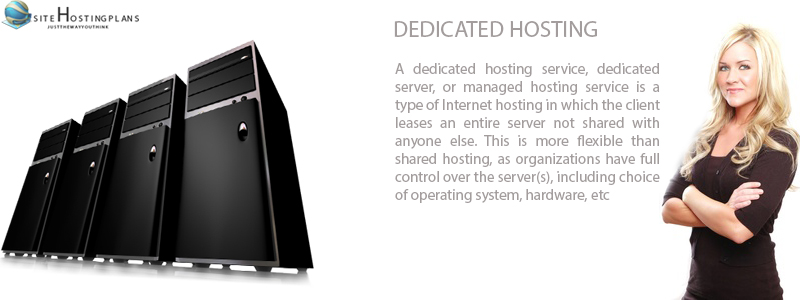 SITEHOSTINGPLANS
JUSTTHEWAYYOUTHINK
DEDICATED HOSTING
A dedicated hosting service, dedicated
server, or managed hosting service is a
type of Internet hosting in which the client
leases an entire server not shared with
anyone else. This is more flexible than
shared hosting, as organizations have full
control over the server(s), including choice
of operating system, hardware, etc